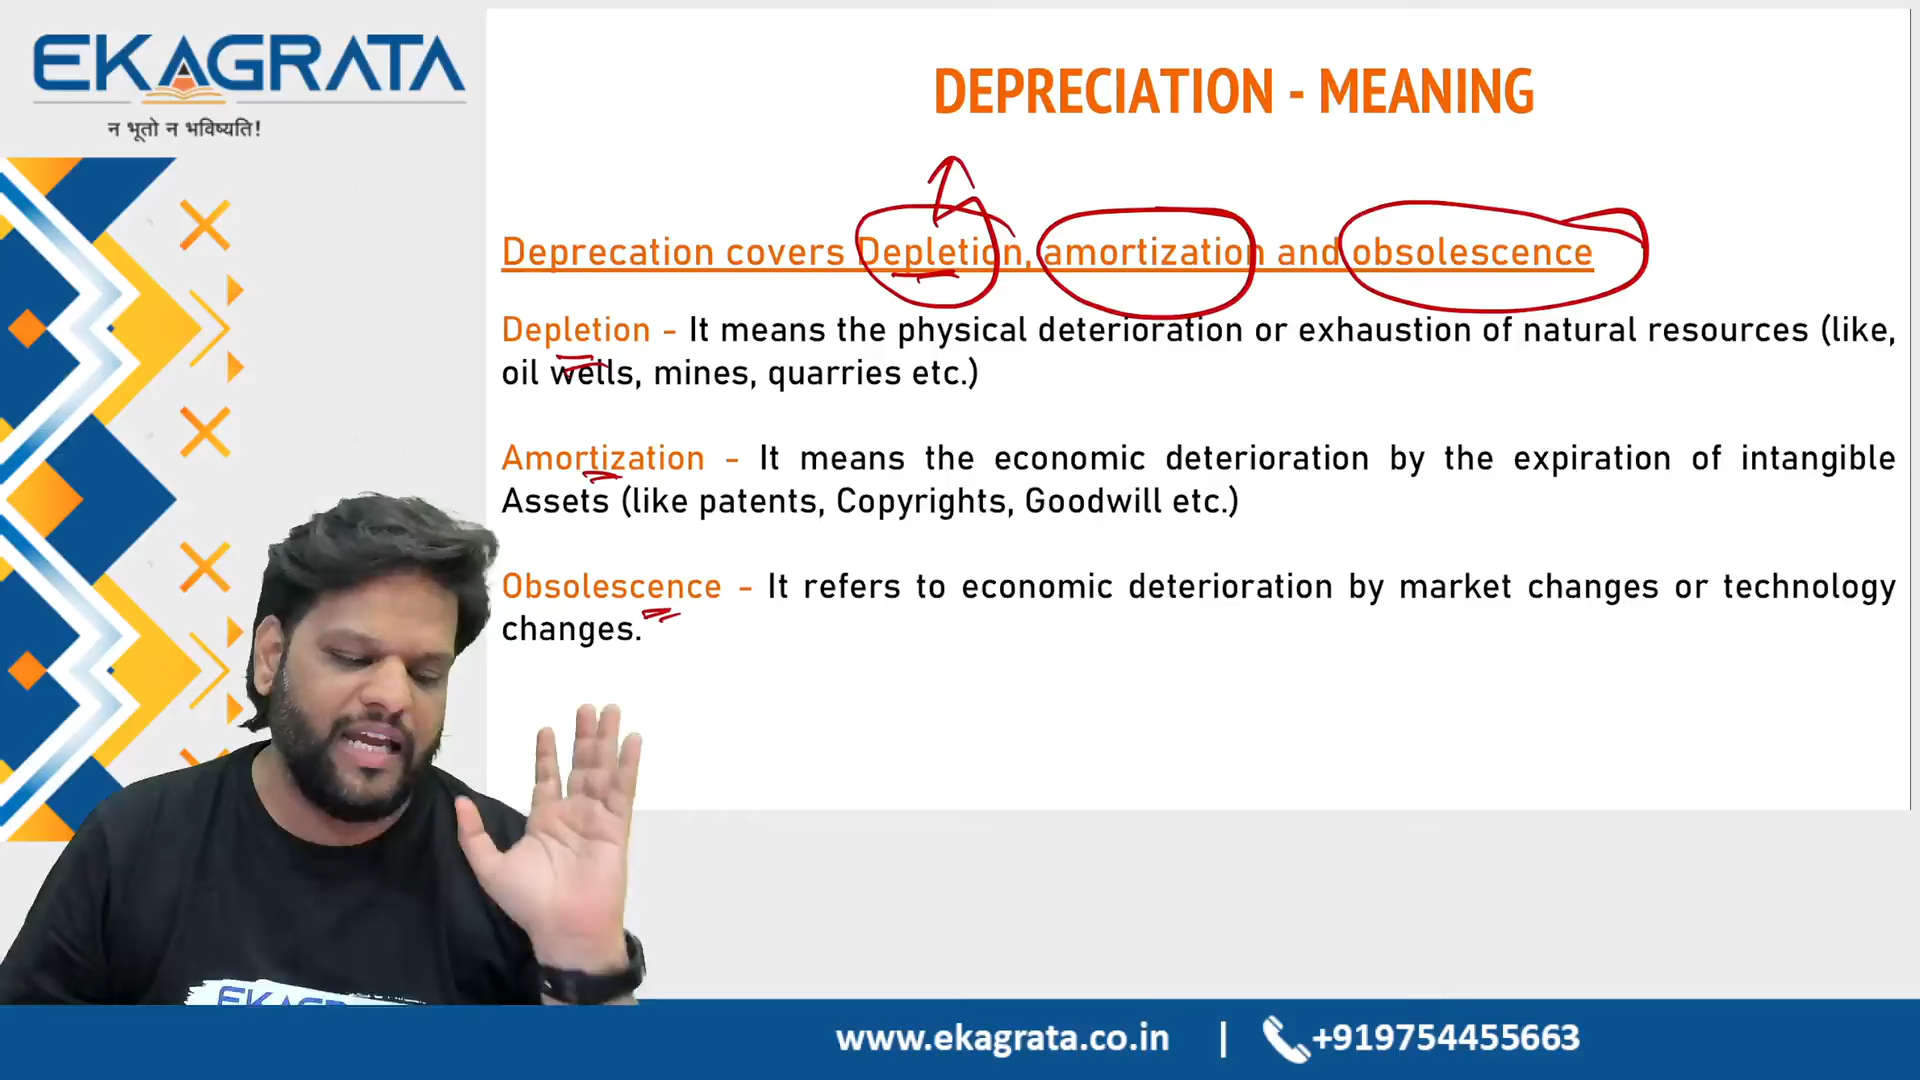 EKAGRATA
न भूतो न भविष्यति!
DEPRECIATION - MEANING
Deprecation covers Depletion, amortization and obsolescence
Depletion - It means the physical deterioration or exhaustion of natural resources (like,
oil wells, mines, quarries etc.)
Amortization - It means the economic deterioration by the expiration of intangible
Assets (like patents, Copyrights, Goodwill etc.)
Obsolescence - It refers to economic deterioration by market changes or technology
changes.
EKAGRATA
www.ekagrata.co.in | +919754455663